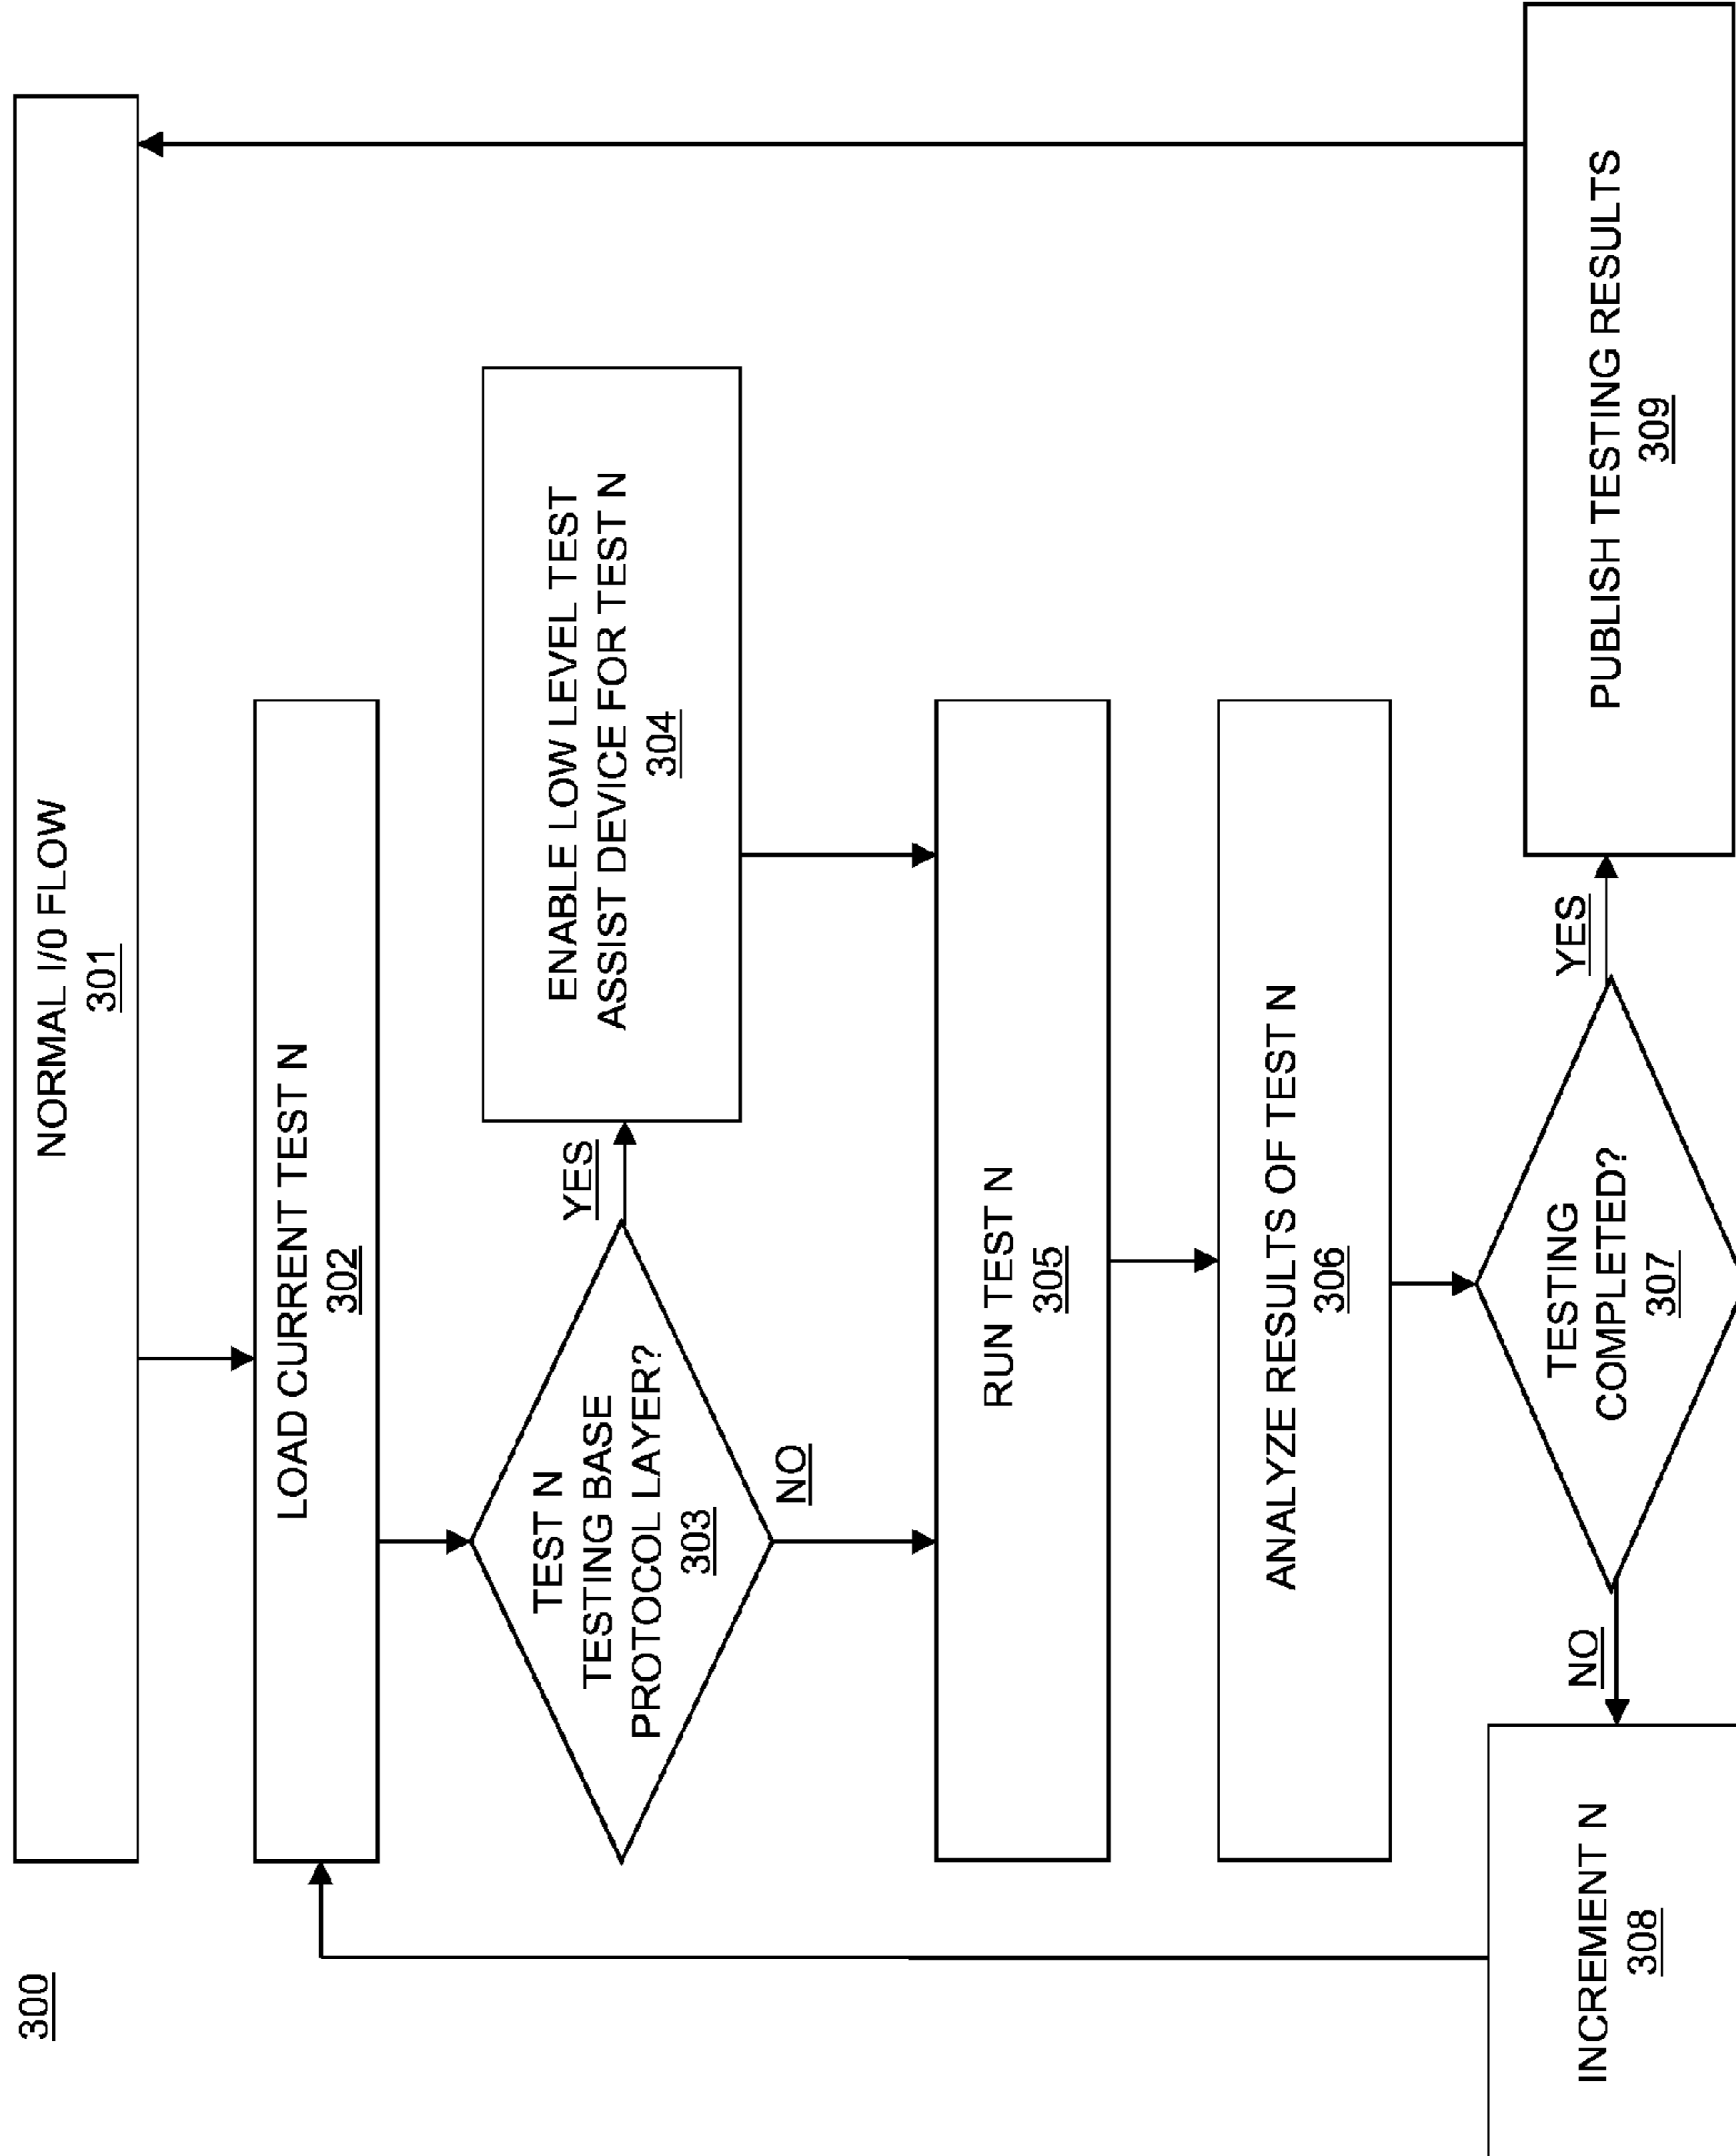 300
NORMAL I/0 FLOW
301
LOAD CURRENT TEST N
302
TEST N
TESTING BASE
PROTOCOL LAYER?
303
YES
NO
ENABLE LOW LEVEL TEST
ASSIST DEVICE FOR TEST N
304
RUN TEST N
305
ANALYZE RESULTS OF TEST N
306
TESTING
COMPLETED?
307
NO
YES
INCREMENT N
308
PUBLISH TESTING RESULTS
309